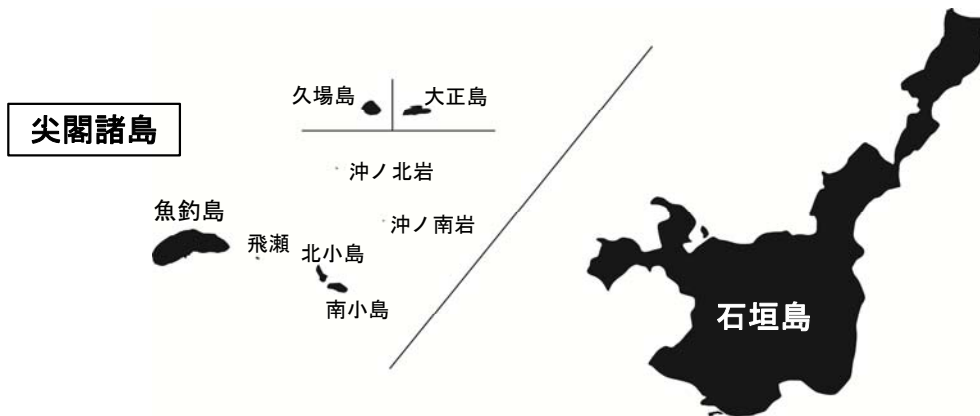 尖閣諸島
久場島
大正島
沖ノ北岩
沖ノ南岩
魚釣島
飛瀬
北小島
南小島
石垣島